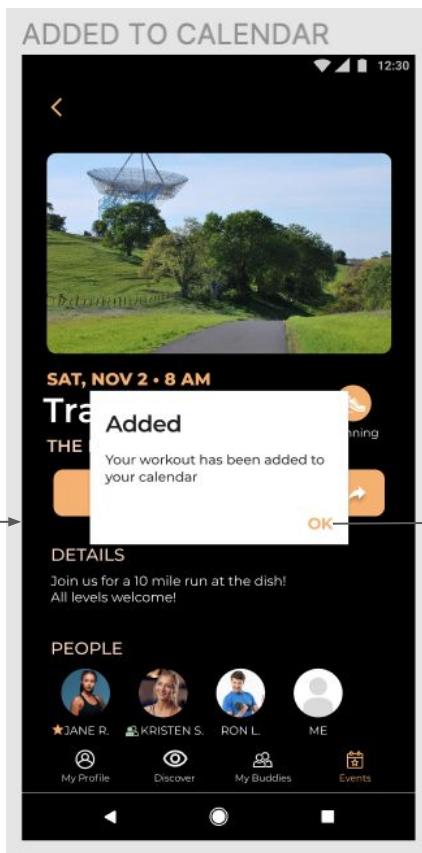 ADDED TO CALENDAR
12:30
SAT, NOV 2 • 8 AM
Tra
THE
nning
Added
Your workout has been added to
your calendar
OK
DETAILS
Join us for a 10 mile run at the dish!
All levels welcome!
PEOPLE
JANE R.
KRISTEN S.
RON L.
ME
My Profile
Discover
My Buddies
Events